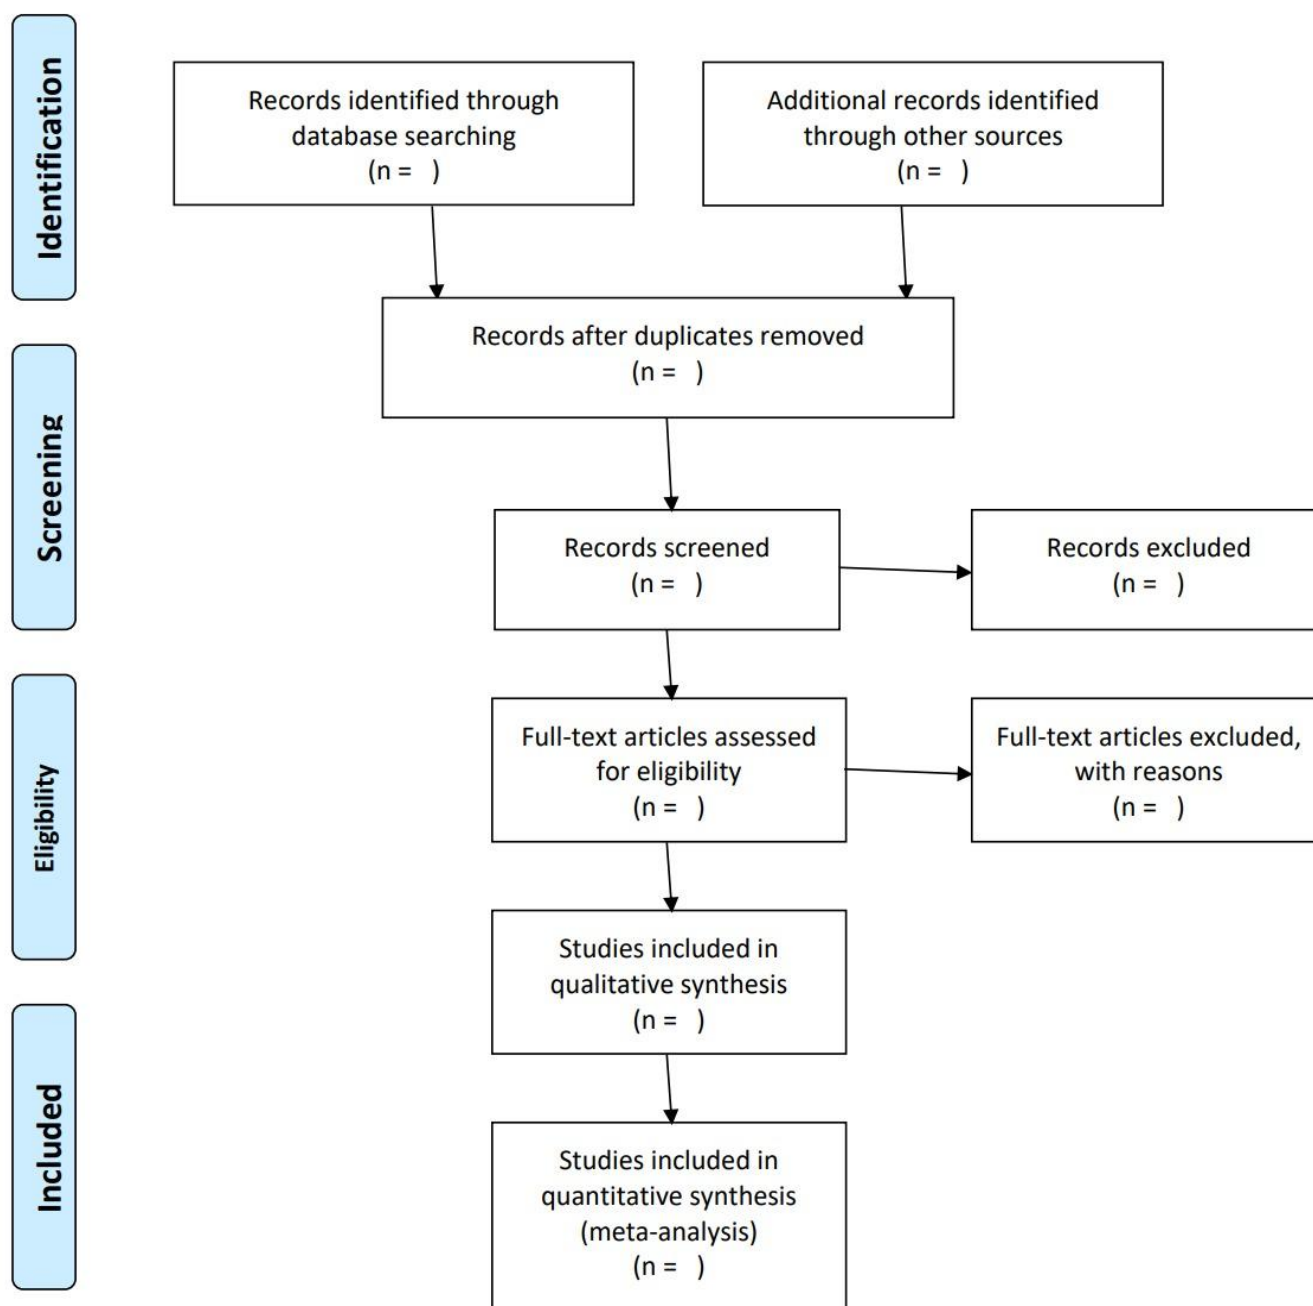 Identification
Records identified through
database searching
(n =   )
Additional records identified
through other sources
(n =   )
Records after duplicates removed
(n =   )
Screening
Records screened
(n =   )
Records excluded
(n =   )
Eligibility
Full-text articles assessed
for eligibility
(n =   )
Full-text articles excluded,
with reasons
(n =   )
Studies included in
qualitative synthesis
(n =   )
Included
Studies included in
quantitative synthesis
(meta-analysis)
(n =   )